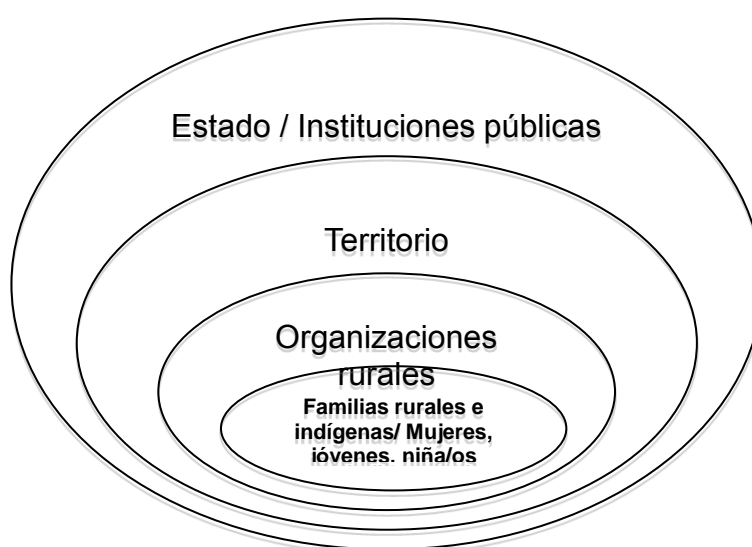 Estado / Instituciones públicas
Territorio
Organizaciones
rurales
Familias rurales e
indígenas/ Mujeres,
jóvenes, niña/os